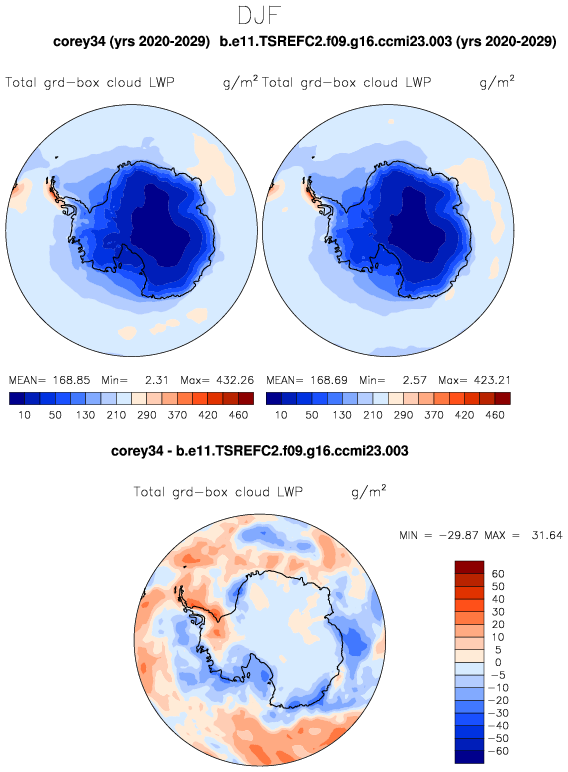 DJF
corey34 (yrs 2020-2029) b.e11.TSREFC2.f09.g16.ccmi23.003 (yrs 2020-2029)
Total grd-box cloud LWP g/m² Total grd-box cloud LWP g/m²
MEAN= 168.85 Min= 2.31 Max= 432.26 MEAN= 168.69 Min= 2.57 Max= 423.21
10 50 130 210 290 370 420 460 10 50 130 210 290 370 420 460
corey34 - b.e11.TSREFC2.f09.g16.ccmi23.003
Total grd-box cloud LWP g/m²
MIN = -29.87 MAX = 31.64
60
50
40
30
20
10
5
0
-5
-10
-20
-30
-40
-50
-60